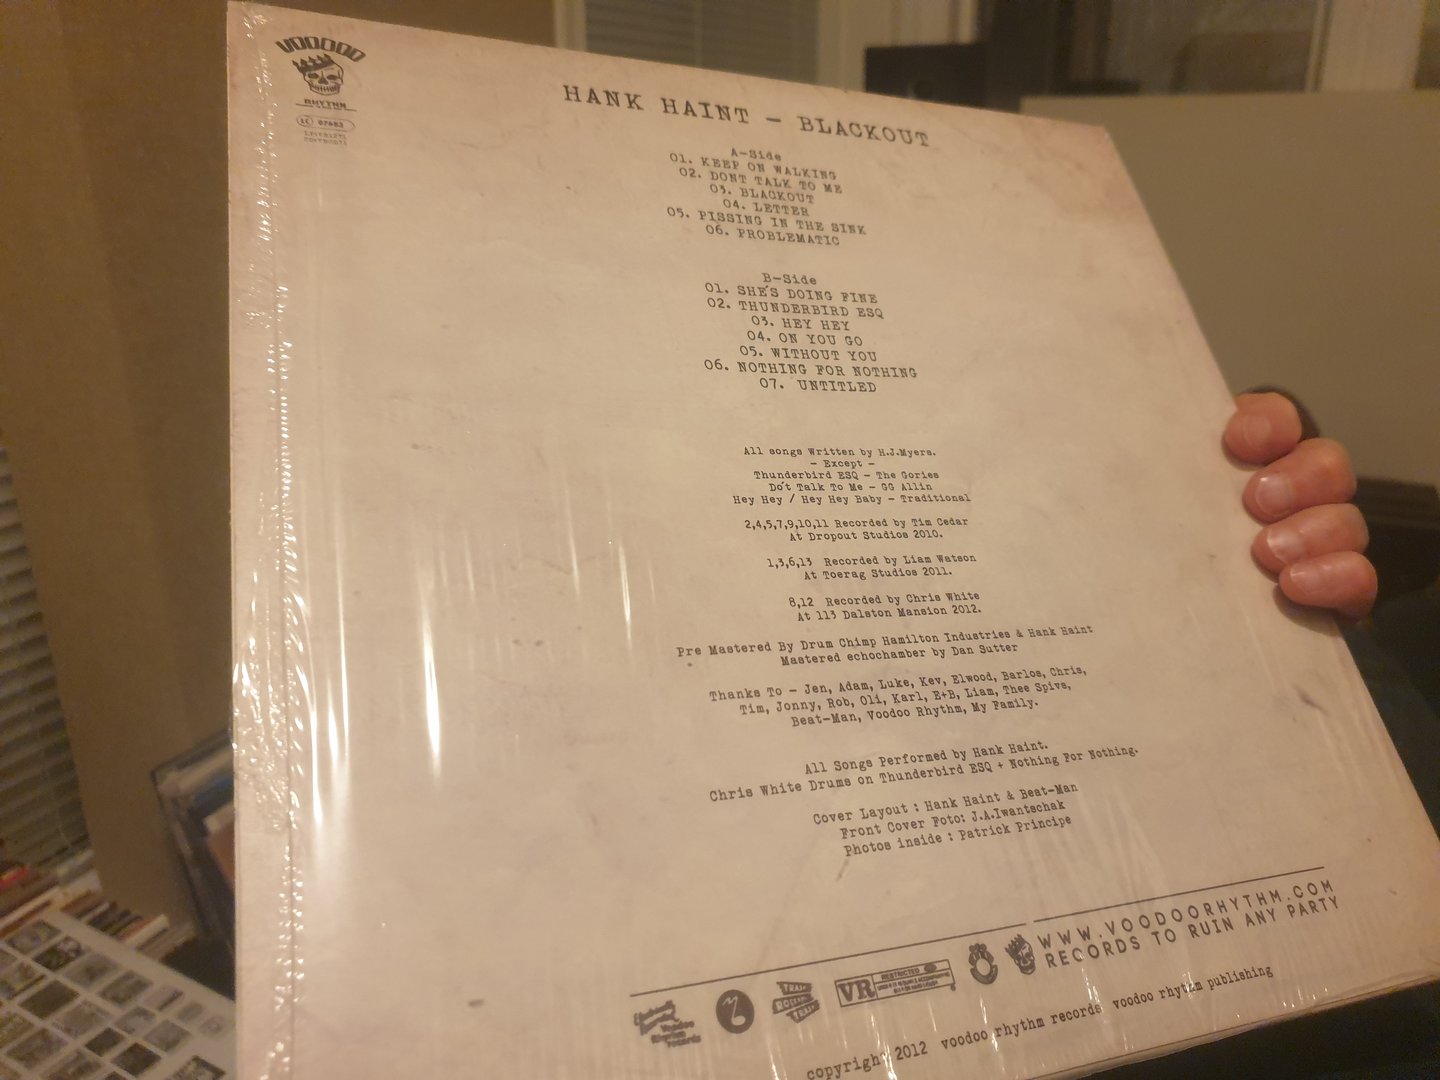 VOODOO
RHYTHM
LC 07683
HANK HAINT - BLACKOUT
A-Side
01. KEEP ON WALKING
02. DONT TALK TO ME
03. BLACKOUT
04. LETTER
05. PISSING IN THE SINK
06. PROBLEMATIC
B-Side
01. SHE'S DOING FINE
02. THUNDERBIRD ESQ
03. HEY HEY
04. ON YOU GO
05. WITHOUT YOU
06. NOTHING FOR NOTHING
07. UNTITLED
All songs Written by H.J.Myers.
- Except -
Thunderbird ESQ - The Gories
Do't Talk To Me - GG Allin
Hey Hey / Hey Hey Baby - Traditional
2,4,5,7,9,10,11 Recorded by Tim Cedar
At Dropout Studios 2010.
1,3,6,13 Recorded by Liam Watson
At Toerag Studios 2011.
8,12 Recorded by Chris White
At 113 Dalston Mansion 2012.
Pre Mastered By Drum Chimp Hamilton Industries & Hank Haint
Mastered echochamber by Dan Sutter
Thanks To - Jen, Adam, Luke, Kev, Elwood, Barlos, Chris,
Tim, Jonny, Rob, Oli, Karl, E+B, Liam, Thee Spivs,
Beat-Man, Voodoo Rhythm, My Family.
All Songs Performed by Hank Haint.
Chris White Drums on Thunderbird ESQ + Nothing For Nothing.
Cover Layout : Hank Haint & Beat-Man
Front Cover Foto: J.A.Iwantschak
Photos inside : Patrick Principe
WWW.VOODOORHYTHM.COM
RECORDS TO RUIN ANY PARTY
Voodoo
Rhythm
records
TRASH
VR RESTRICTED
copyright 2012 voodoo rhythm records voodoo rhythm publishing